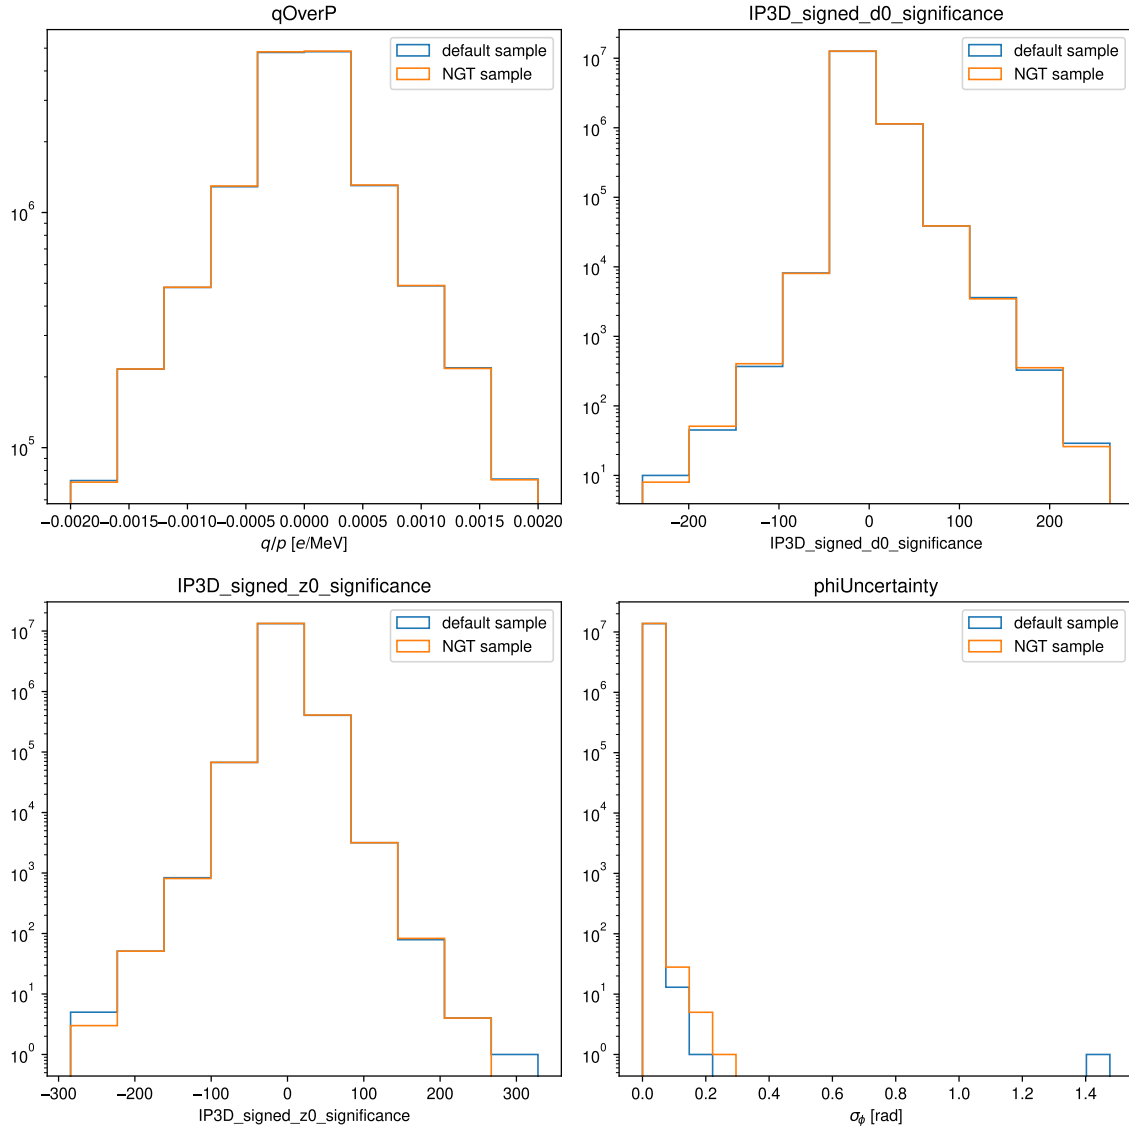 qOverP
default sample
NGT sample
10^6
10^5
−0.0020 −0.0015 −0.0010 −0.0005 0.0000 0.0005 0.0010 0.0015 0.0020
q/p [e/MeV]
IP3D_signed_d0_significance
default sample
NGT sample
10^7
10^6
10^5
10^4
10^3
10^2
10^1
−200 −100 0 100 200
IP3D_signed_d0_significance
IP3D_signed_z0_significance
default sample
NGT sample
10^7
10^6
10^5
10^4
10^3
10^2
10^1
10^0
−300 −200 −100 0 100 200 300
IP3D_signed_z0_significance
phiUncertainty
default sample
NGT sample
10^7
10^6
10^5
10^4
10^3
10^2
10^1
10^0
0.0 0.2 0.4 0.6 0.8 1.0 1.2 1.4
σ_ϕ [rad]